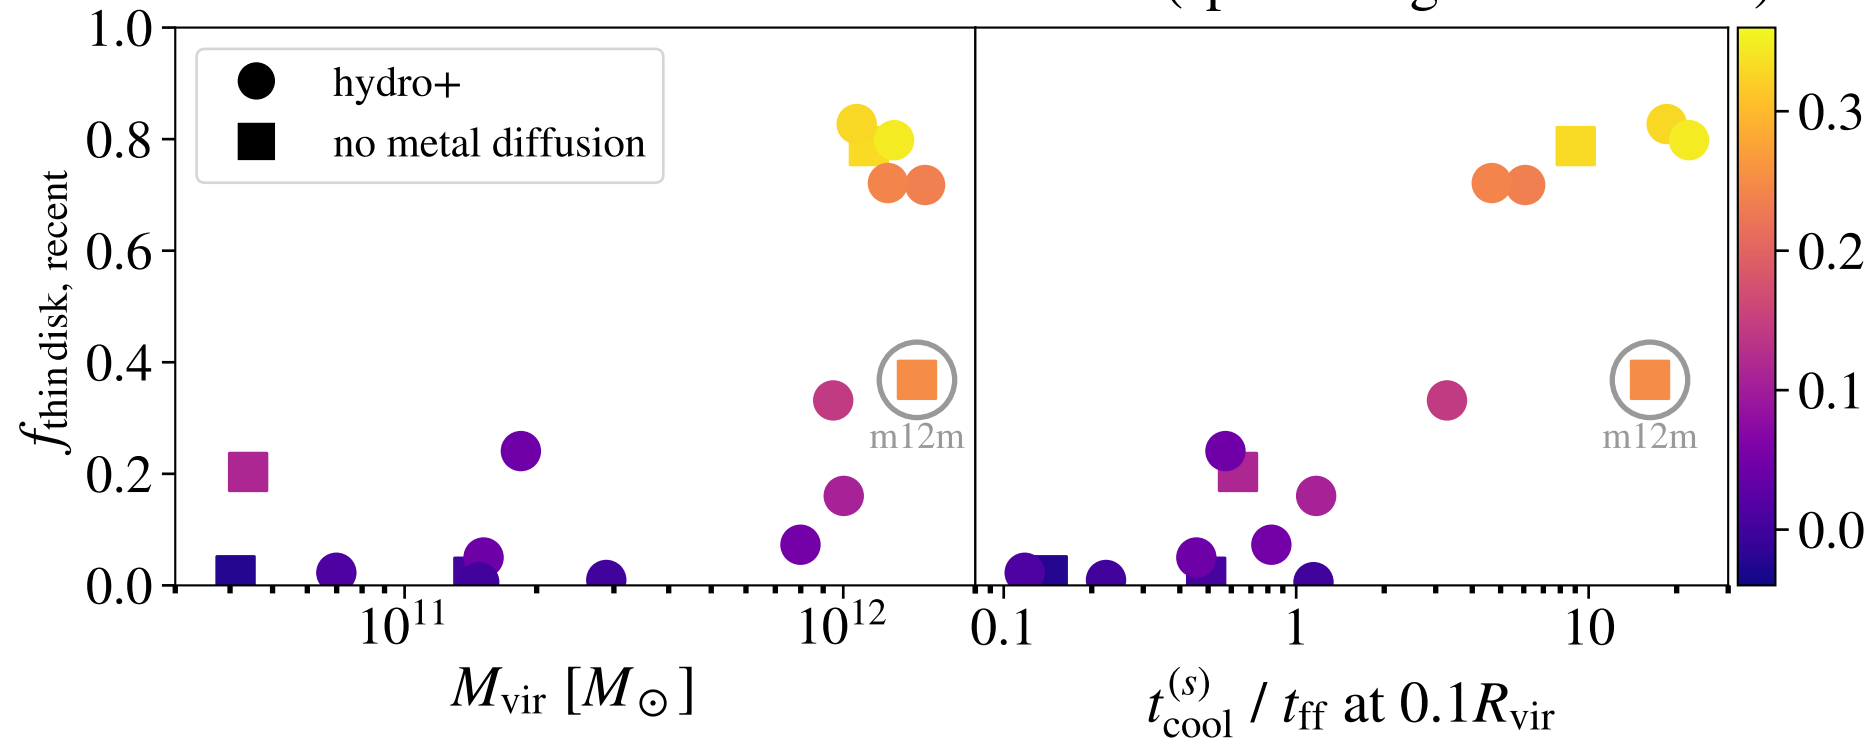 1.0
0.8
0.6
0.4
0.2
0.0
f_thin disk, recent
hydro+
no metal diffusion
m12m
m12m
10^11
10^12
M_vir [M_⊙]
0.1
1
10
t_cool^(s) / t_ff at 0.1R_vir
0.3
0.2
0.1
0.0